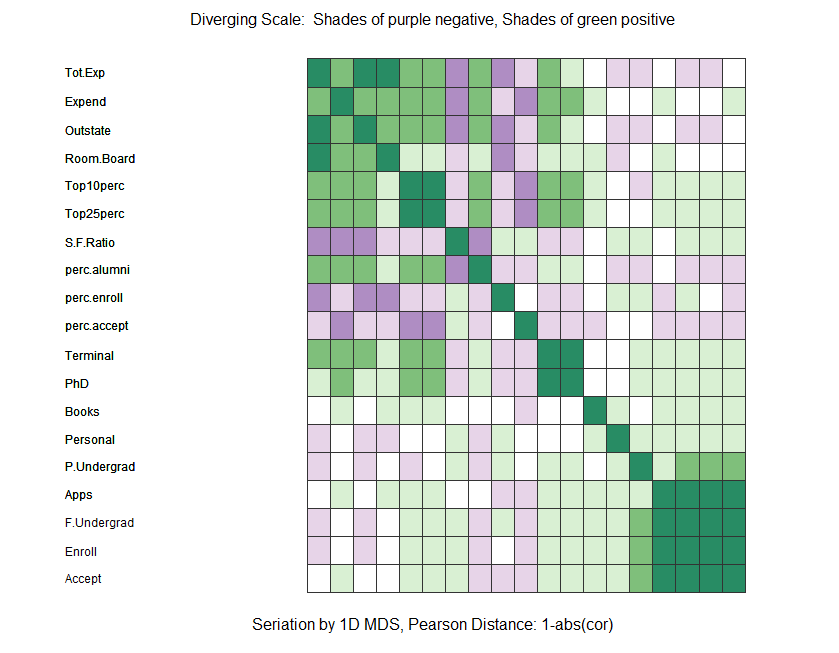 Diverging Scale:  Shades of purple negative, Shades of green positive
Tot.Exp
Expend
Outstate
Room.Board
Top10perc
Top25perc
S.F.Ratio
perc.alumni
perc.enroll
perc.accept
Terminal
PhD
Books
Personal
P.Undergrad
Apps
F.Undergrad
Enroll
Accept
Seriation by 1D MDS, Pearson Distance: 1-abs(cor)